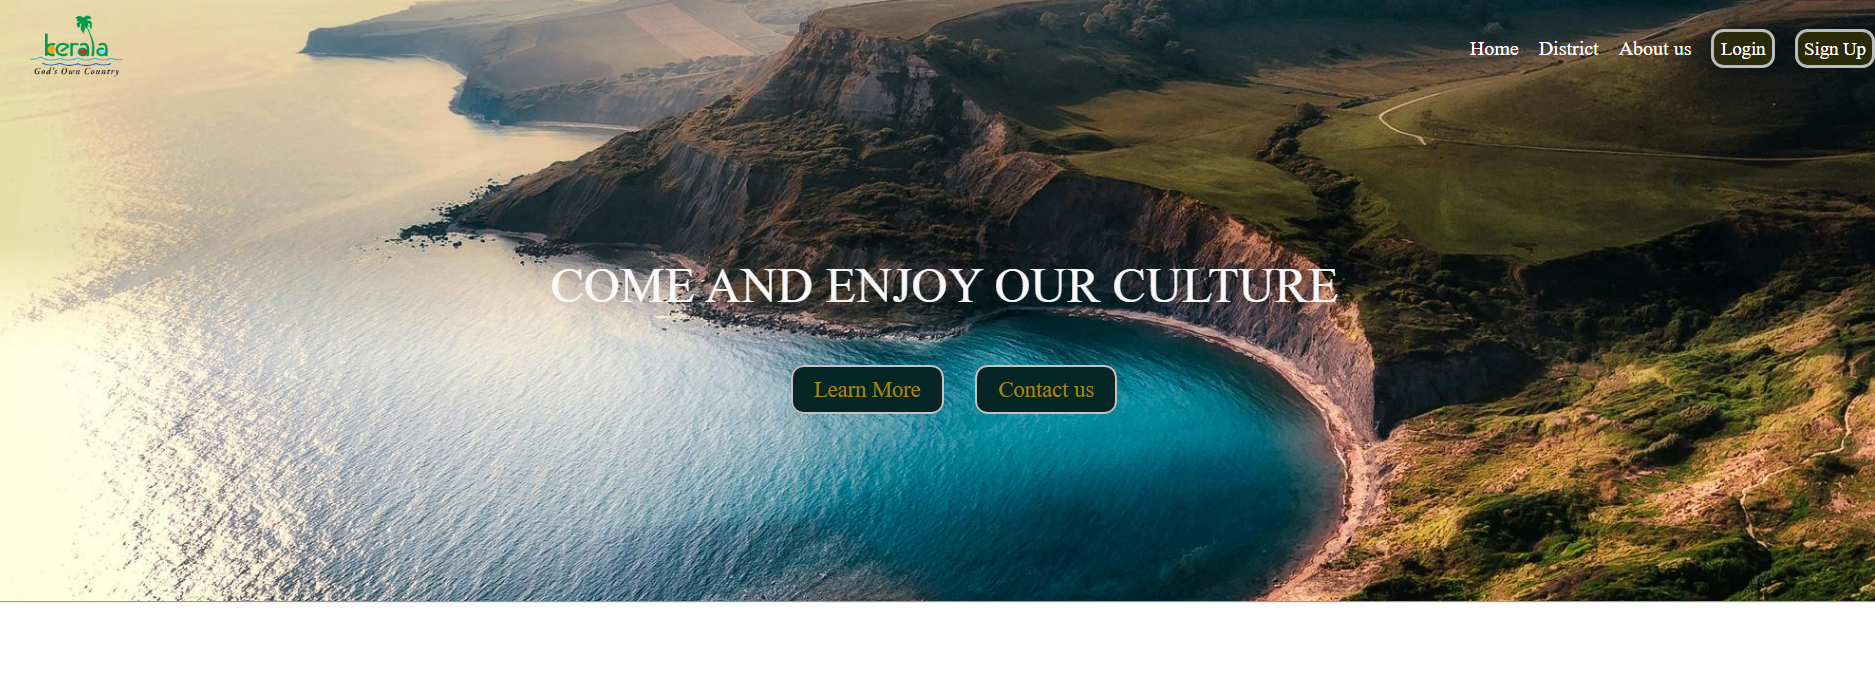 kerala
God's Own Country
Home District About us Login Sign Up
COME AND ENJOY OUR CULTURE
Learn More Contact us